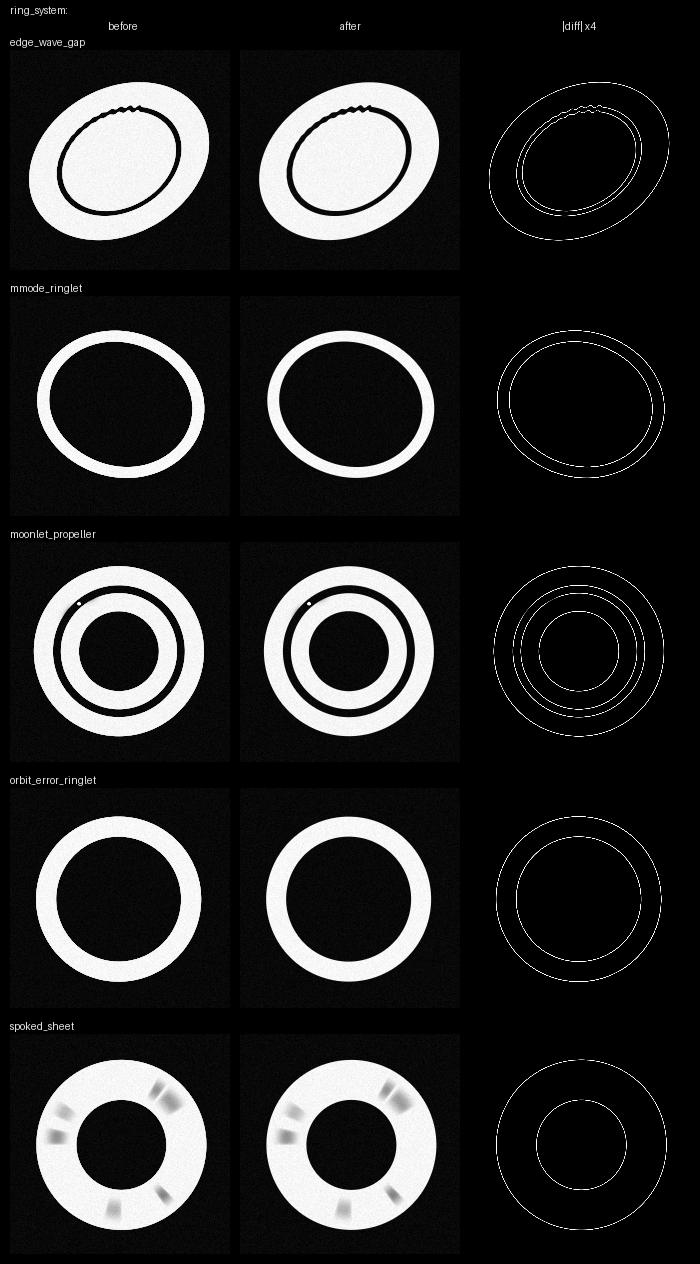 ring_system:
before after |diff| x4
edge_wave_gap
mmode_ringlet
moonlet_propeller
orbit_error_ringlet
spoked_sheet